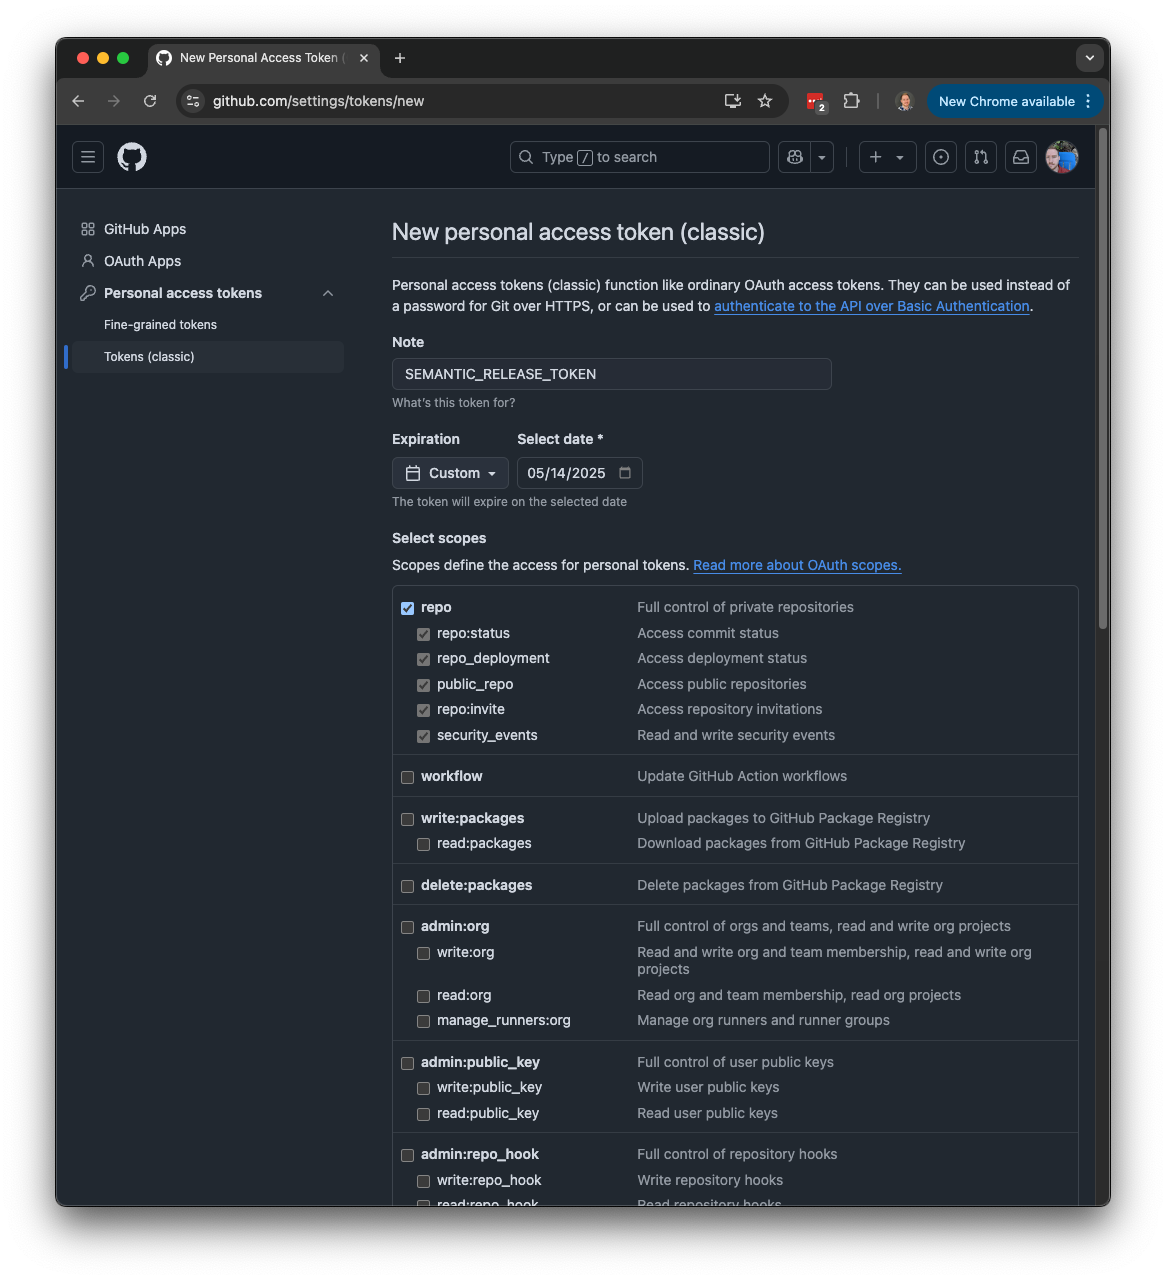 New Personal Access Token (
github.com/settings/tokens/new
2
New Chrome available
Type / to search
GitHub Apps
OAuth Apps
Personal access tokens
Fine-grained tokens
Tokens (classic)
New personal access token (classic)
Personal access tokens (classic) function like ordinary OAuth access tokens. They can be used instead of
a password for Git over HTTPS, or can be used to authenticate to the API over Basic Authentication.
Note
SEMANTIC_RELEASE_TOKEN
What's this token for?
Expiration Select date *
Custom 05/14/2025
The token will expire on the selected date
Select scopes
Scopes define the access for personal tokens. Read more about OAuth scopes.
repo Full control of private repositories
repo:status Access commit status
repo_deployment Access deployment status
public_repo Access public repositories
repo:invite Access repository invitations
security_events Read and write security events
workflow Update GitHub Action workflows
write:packages Upload packages to GitHub Package Registry
read:packages Download packages from GitHub Package Registry
delete:packages Delete packages from GitHub Package Registry
admin:org Full control of orgs and teams, read and write org projects
write:org Read and write org and team membership, read and write org
projects
read:org Read org and team membership, read org projects
manage_runners:org Manage org runners and runner groups
admin:public_key Full control of user public keys
write:public_key Write user public keys
read:public_key Read user public keys
admin:repo_hook Full control of repository hooks
write:repo_hook Write repository hooks
read:repo_hook Read repository hooks